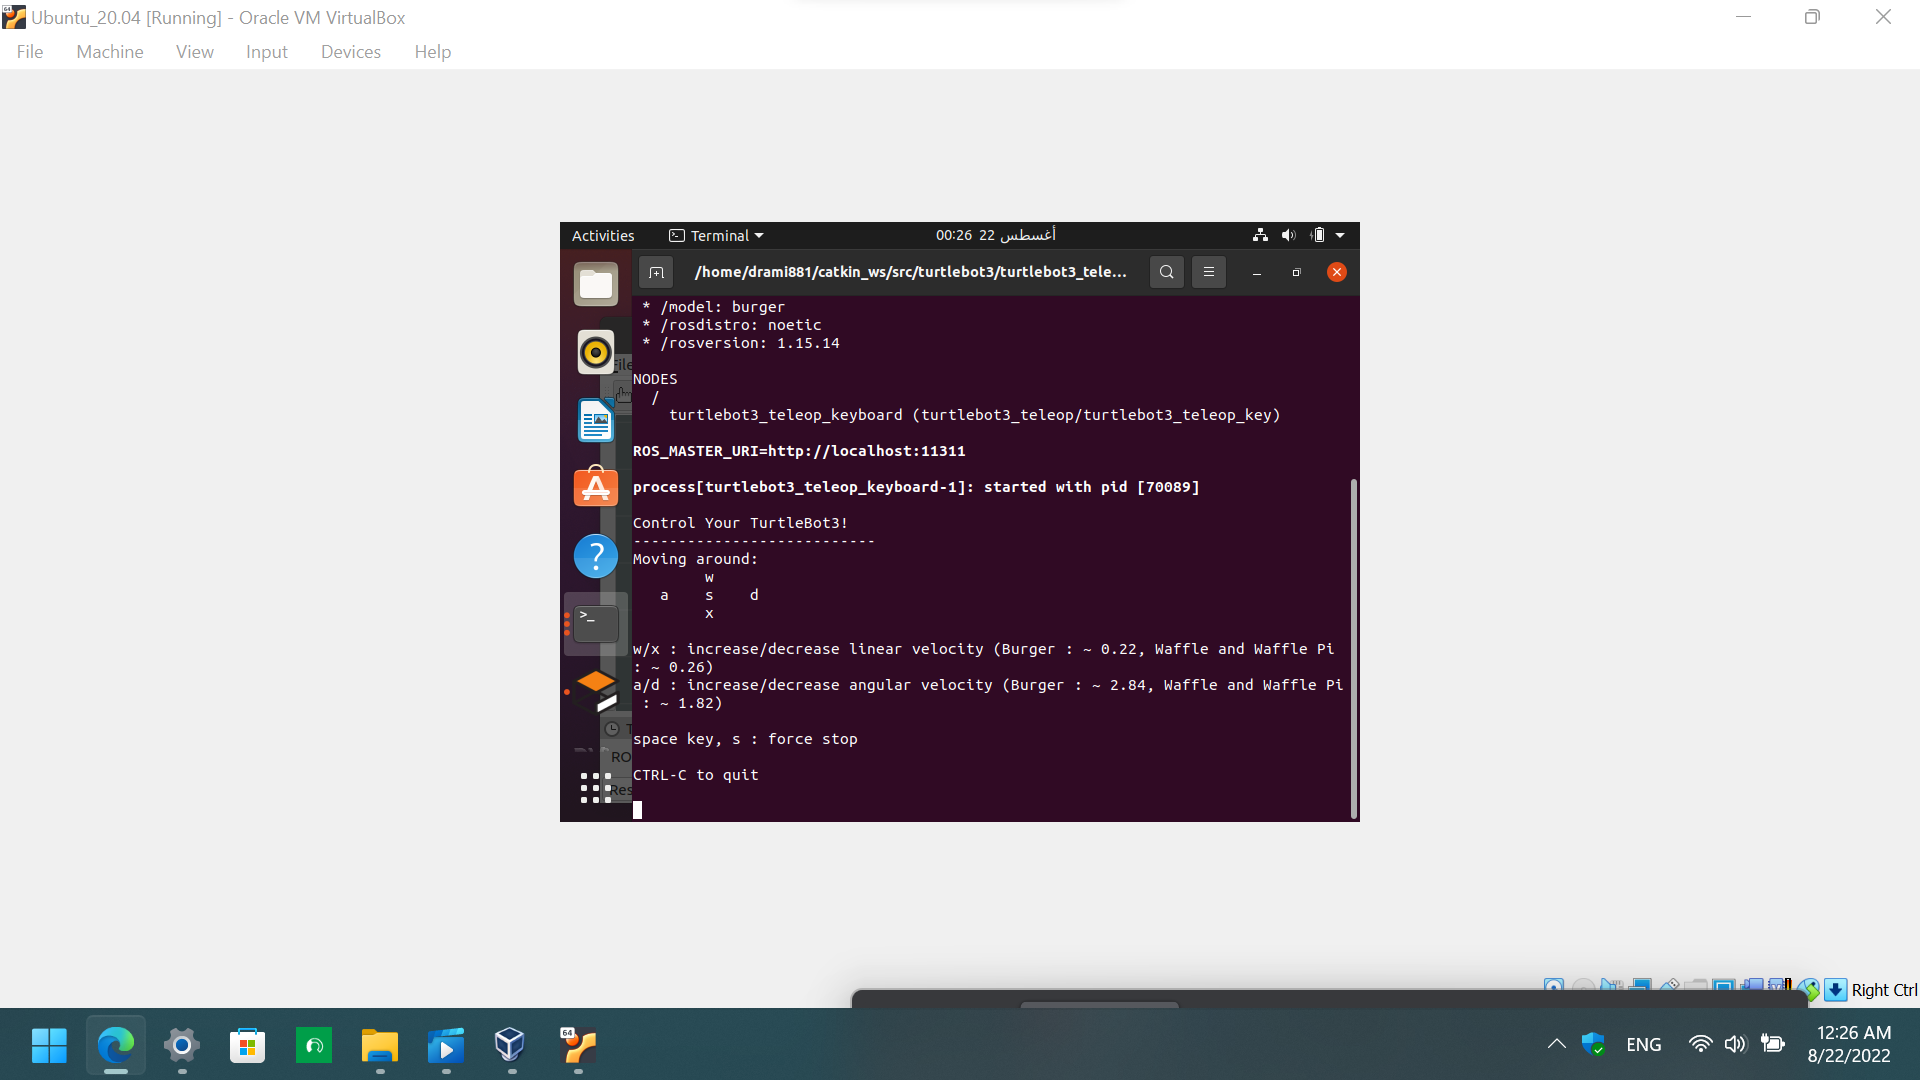 Ubuntu_20.04 [Running] - Oracle VM VirtualBox
File Machine View Input Devices Help
Activities Terminal 00:26 22 أغسطس
/home/drami881/catkin_ws/src/turtlebot3/turtlebot3_tele...
* /model: burger
* /rosdistro: noetic
* /rosversion: 1.15.14
NODES
/
turtlebot3_teleop_keyboard (turtlebot3_teleop/turtlebot3_teleop_key)
ROS_MASTER_URI=http://localhost:11311
process[turtlebot3_teleop_keyboard-1]: started with pid [70089]
Control Your TurtleBot3!
---------------------------
Moving around:
w
a s d
x
w/x : increase/decrease linear velocity (Burger : ~ 0.22, Waffle and Waffle Pi
: ~ 0.26)
a/d : increase/decrease angular velocity (Burger : ~ 2.84, Waffle and Waffle Pi
: ~ 1.82)
space key, s : force stop
CTRL-C to quit
File
RO
Res
Right Ctrl
64
ENG
12:26 AM
8/22/2022